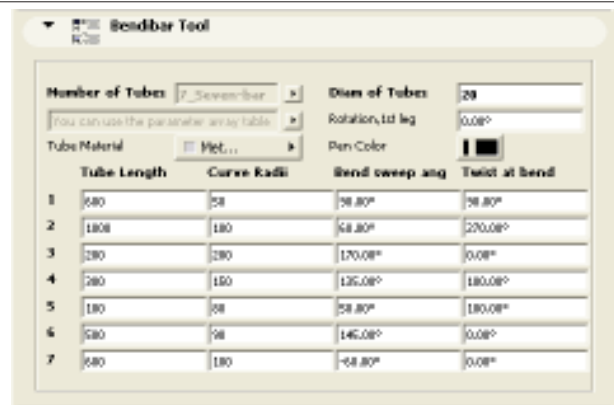 Bendibar Tool
Number of Tubes 7_Seven-bar Diam of Tubes 20
You can use the parameter array table Rotation,1st leg 0.00°
Tube Material Met... Pen Color
Tube Length Curve Radii Bend sweep ang Twist at bend
1 600 50 90.00° 90.00°
2 1000 100 60.00° 270.00°
3 200 200 170.00° 0.00°
4 300 150 135.00° 180.00°
5 100 80 50.00° 180.00°
6 500 90 145.00° 0.00°
7 600 100 -60.00° 0.00°